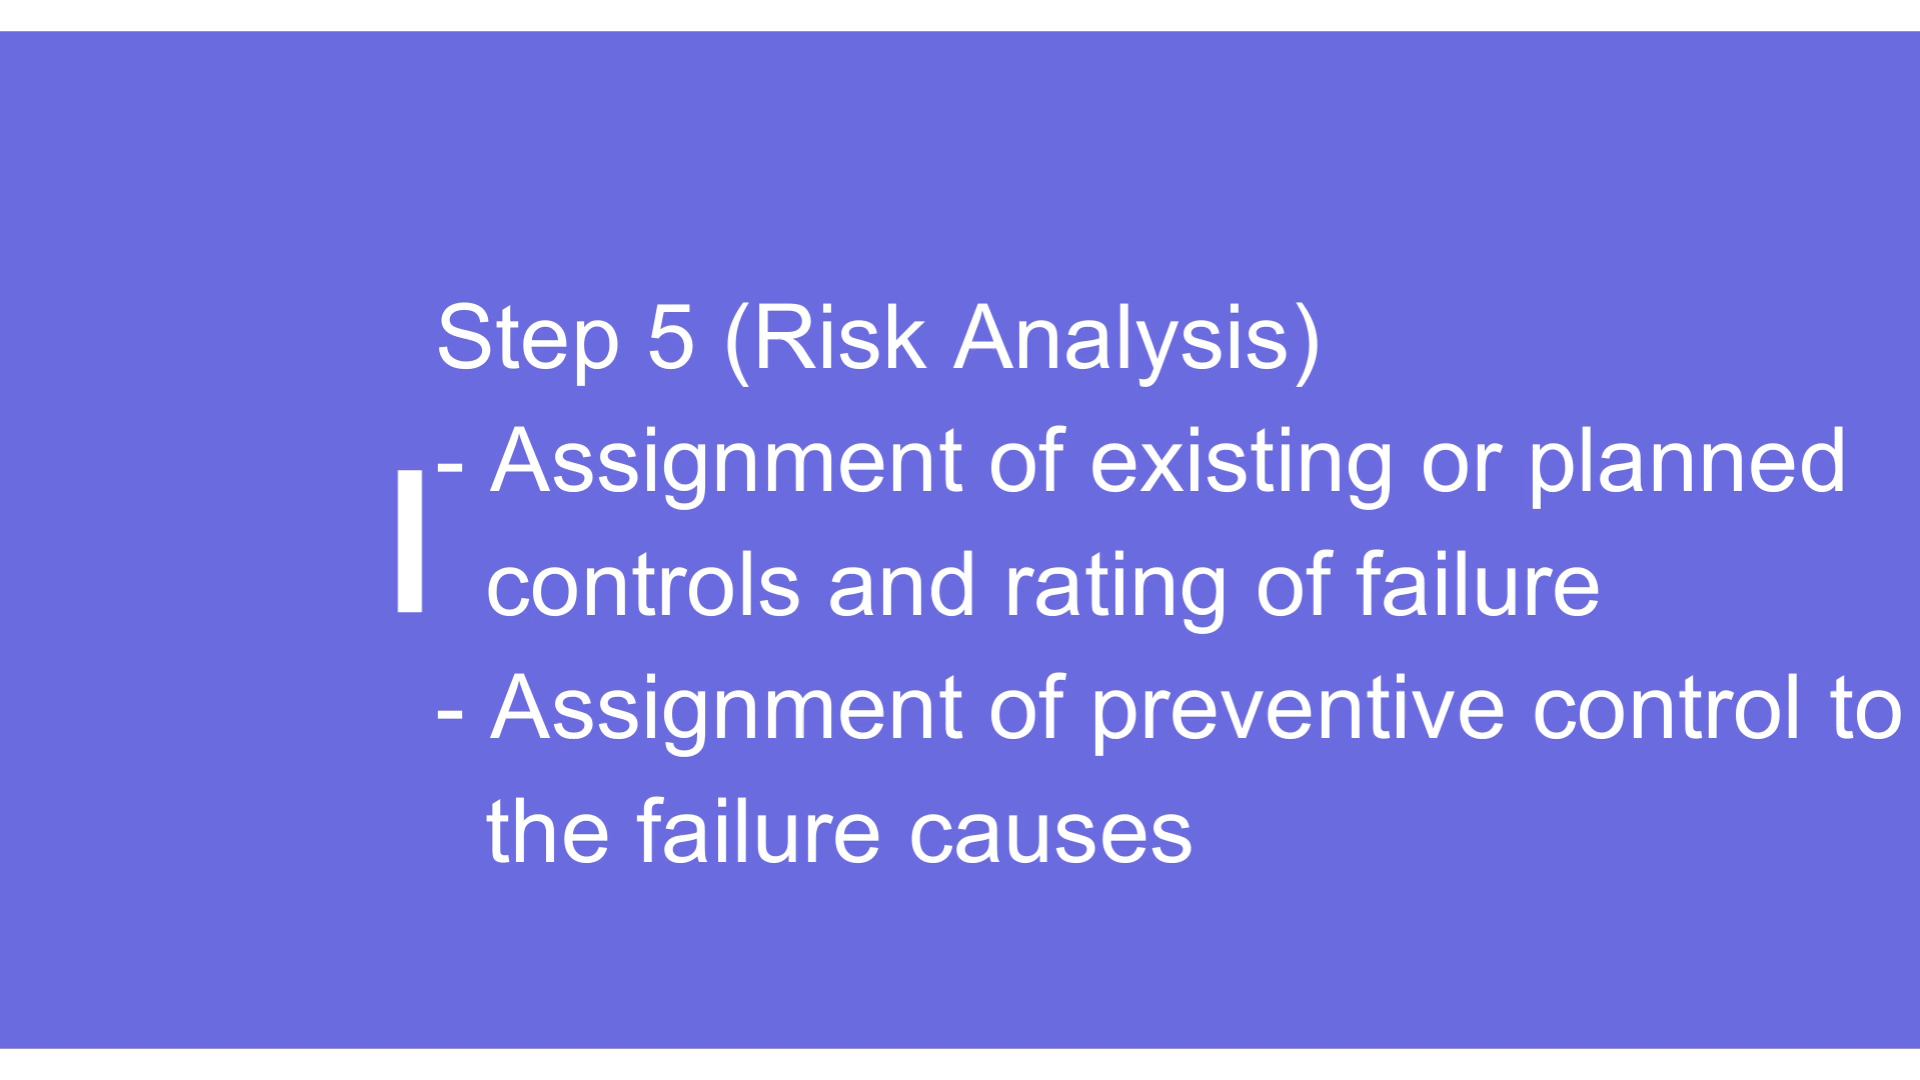 Step 5 (Risk Analysis)
- Assignment of existing or planned
controls and rating of failure
- Assignment of preventive control to
the failure causes